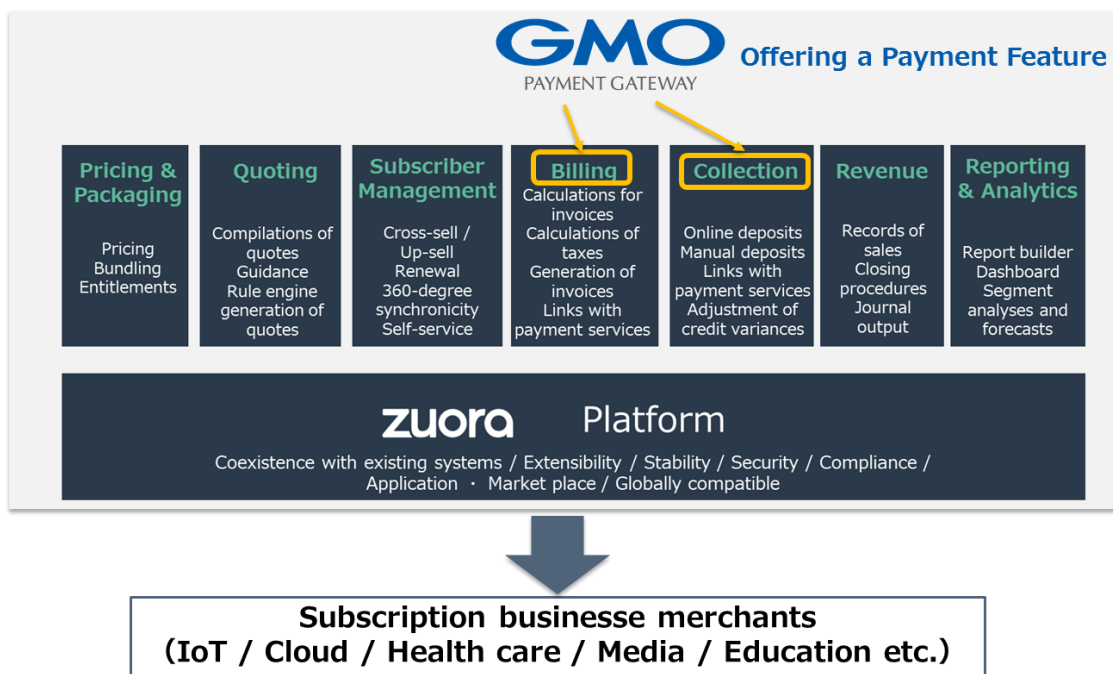 GMO
PAYMENT GATEWAY
Offering a Payment Feature
Pricing &
Packaging
Pricing
Bundling
Entitlements
Quoting
Compilations of
quotes
Guidance
Rule engine
generation of
quotes
Subscriber
Management
Cross-sell /
Up-sell
Renewal
360-degree
synchronicity
Self-service
Billing
Calculations for
invoices
Calculations of
taxes
Generation of
invoices
Links with
payment services
Collection
Online deposits
Manual deposits
Links with
payment services
Adjustment of
credit variances
Revenue
Records of
sales
Closing
procedures
Journal
output
Reporting
& Analytics
Report builder
Dashboard
Segment
analyses and
forecasts
zuora Platform
Coexistence with existing systems / Extensibility / Stability / Security / Compliance /
Application ・ Market place / Globally compatible
Subscription businesse merchants
（IoT / Cloud / Health care / Media / Education etc.）